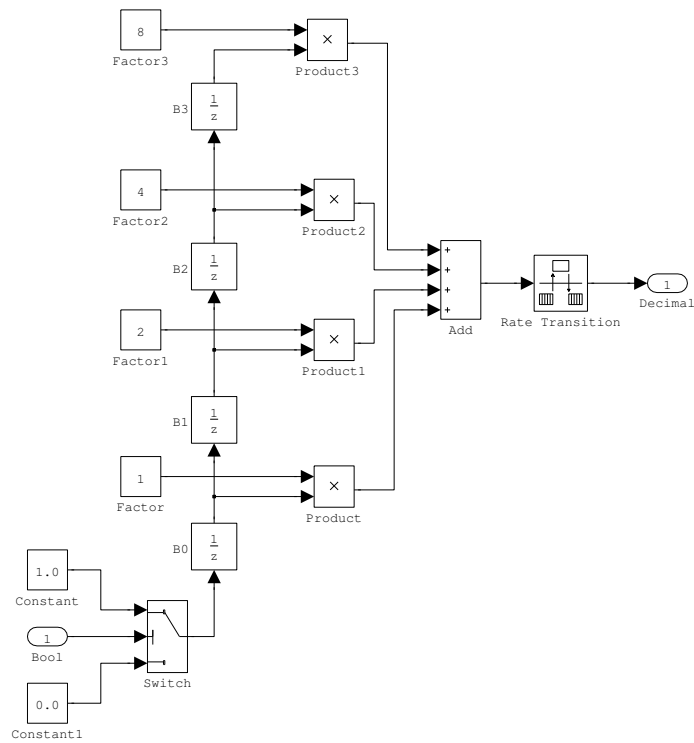 8
Factor3
×
Product3
B3
1
z
4
Factor2
×
Product2
B2
1
z
+
+
+
+
Add
Rate Transition
1
Decimal
2
Factor1
×
Product1
B1
1
z
1
Factor
×
Product
B0
1
z
1.0
Constant
1
Bool
Switch
0.0
Constant1